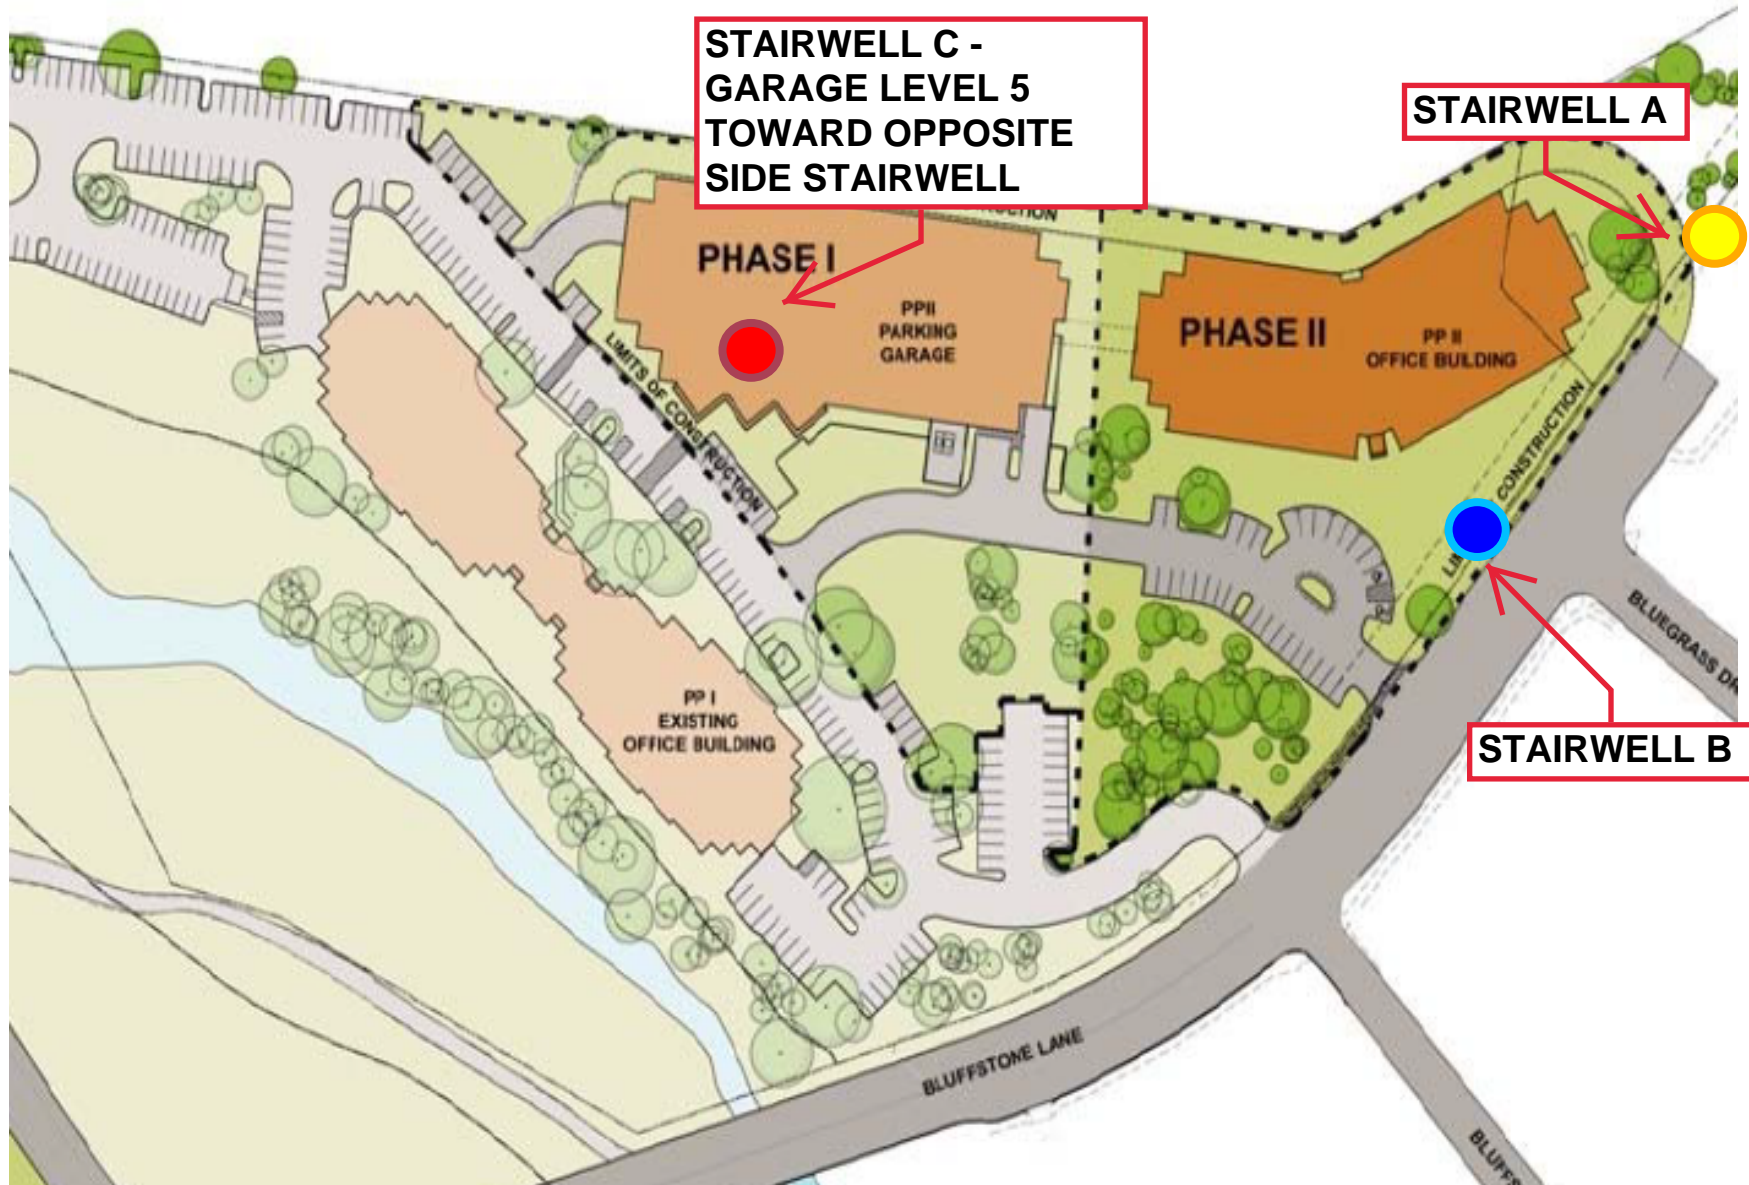 STAIRWELL C -
GARAGE LEVEL 5
TOWARD OPPOSITE
SIDE STAIRWELL
STAIRWELL A
PHASE I
PPII
PARKING
GARAGE
PHASE II
PP II
OFFICE BUILDING
LIMITS OF CONSTRUCTION
CONSTRUCTION
BLUEGRASS DR
STAIRWELL B
PP I
EXISTING
OFFICE BUILDING
BLUFFSTONE LANE